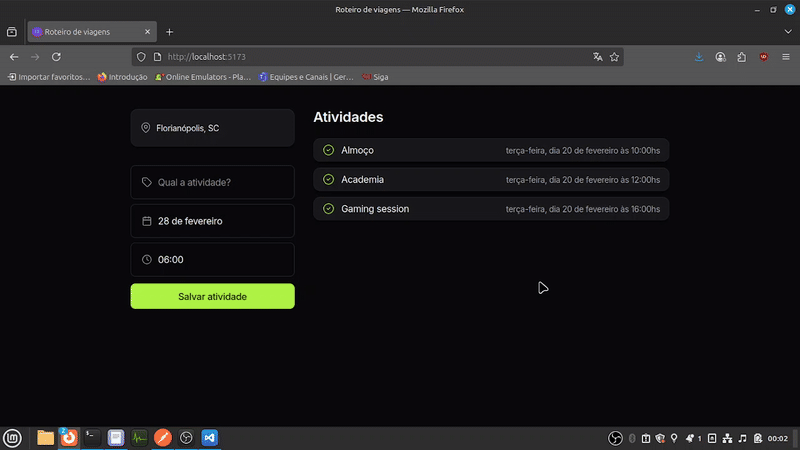 Roteiro de viagens — Mozilla Firefox
Roteiro de viagens
http://localhost:5173
Importar favoritos…
Introdução
Online Emulators - Pla…
Equipes e Canais | Ger…
Siga
Florianópolis, SC
Qual a atividade?
28 de fevereiro
06:00
Salvar atividade
Atividades
Almoço terça-feira, dia 20 de fevereiro às 10:00hs
Academia terça-feira, dia 20 de fevereiro às 12:00hs
Gaming session terça-feira, dia 20 de fevereiro às 16:00hs
2
1
00:02